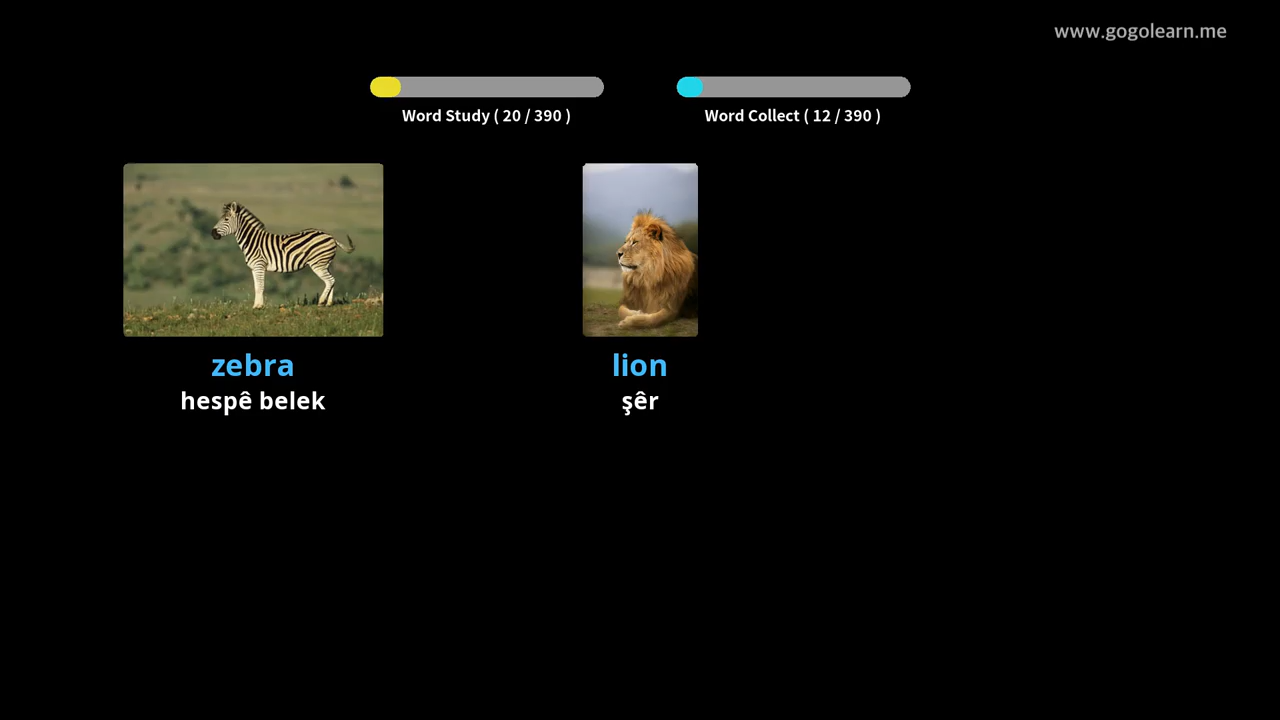 www.gogolearn.me
Word Study ( 20 / 390 )
Word Collect ( 12 / 390 )
zebra
hespê belek
lion
şêr